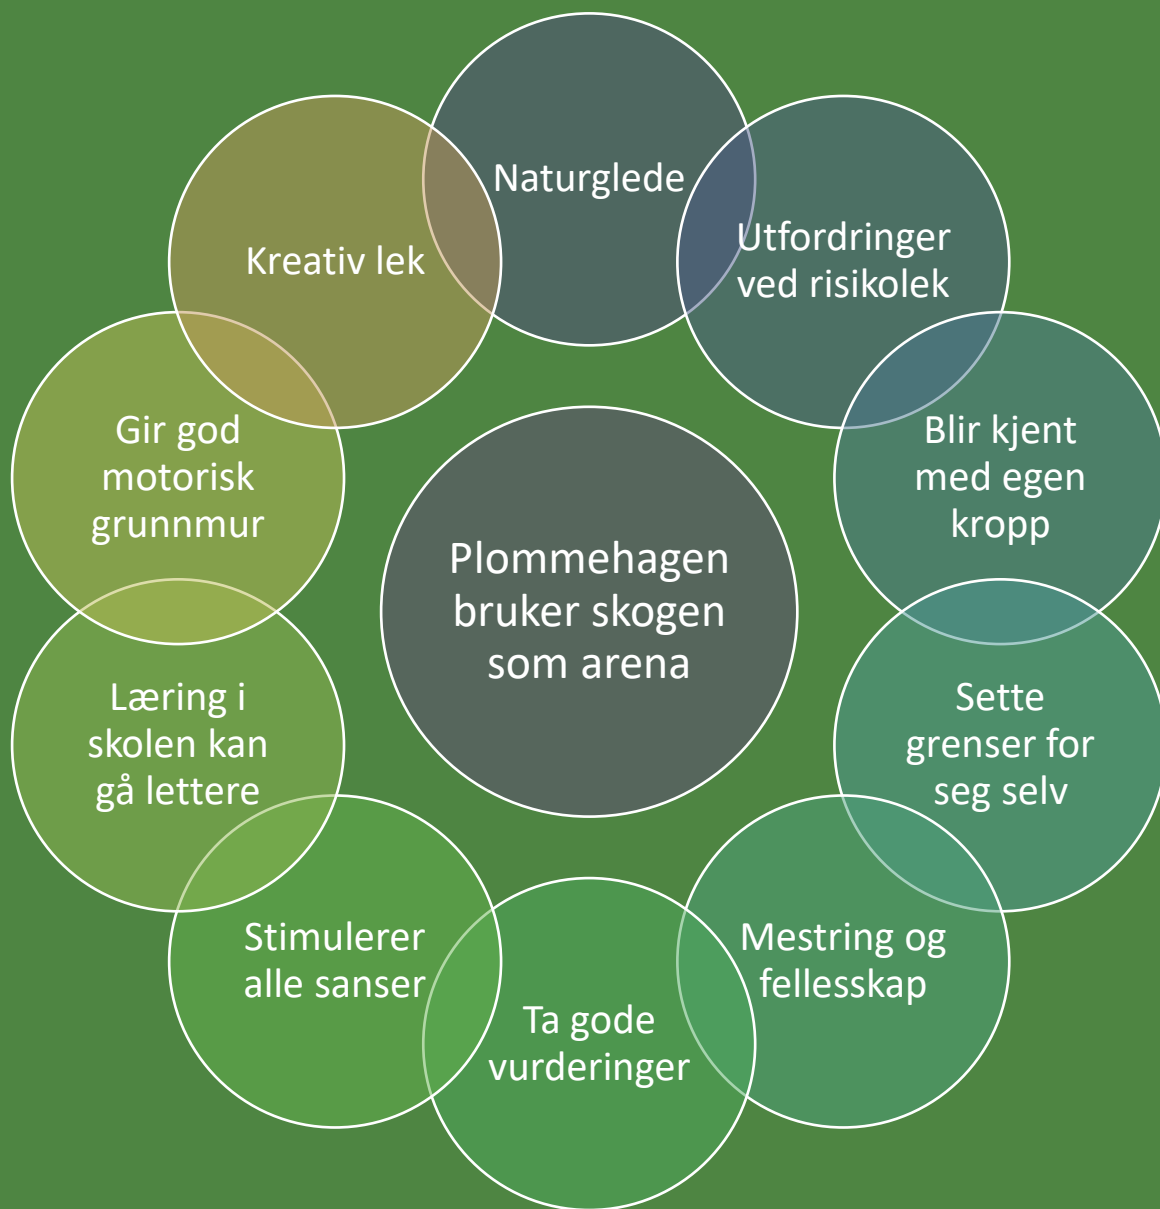 Naturglede
Utfordringer
ved risikolek
Blir kjent
med egen
kropp
Sette
grenser for
seg selv
Mestring og
fellesskap
Ta gode
vurderinger
Stimulerer
alle sanser
Læring i
skolen kan
gå lettere
Gir god
motorisk
grunnmur
Kreativ lek
Plommehagen
bruker skogen
som arena